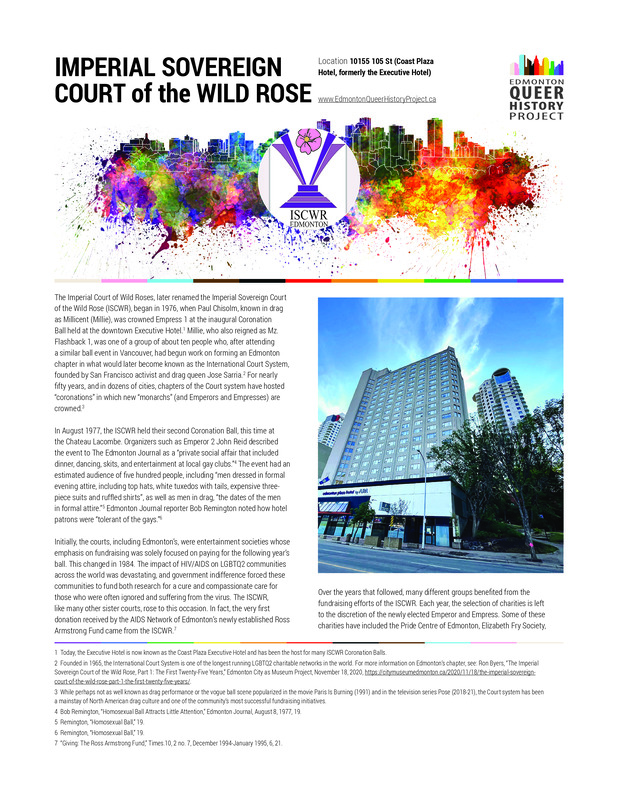 IMPERIAL SOVEREIGN
COURT of the WILD ROSE
Location 10155 105 St (Coast Plaza
Hotel, formerly the Executive Hotel)
www.EdmontonQueerHistoryProject.ca
EDMONTON
QUEER
HISTORY
PROJECT
ISCWR
EDMONTON
The Imperial Court of Wild Roses, later renamed the Imperial Sovereign Court
of the Wild Rose (ISCWR), began in 1976, when Paul Chisolm, known in drag
as Millicent (Millie), was crowned Empress 1 at the inaugural Coronation
Ball held at the downtown Executive Hotel.1 Millie, who also reigned as Mz.
Flashback 1, was one of a group of about ten people who, after attending
a similar ball event in Vancouver, had begun work on forming an Edmonton
chapter in what would later become known as the International Court System,
founded by San Francisco activist and drag queen Jose Sarria.2 For nearly
fifty years, and in dozens of cities, chapters of the Court system have hosted
“coronations” in which new “monarchs” (and Emperors and Empresses) are
crowned.3
In August 1977, the ISCWR held their second Coronation Ball, this time at
the Chateau Lacombe. Organizers such as Emperor 2 John Reid described
the event to The Edmonton Journal as a “private social affair that included
dinner, dancing, skits, and entertainment at local gay clubs.”4 The event had an
estimated audience of five hundred people, including “men dressed in formal
evening attire, including top hats, white tuxedos with tails, expensive three-
piece suits and ruffled shirts”, as well as men in drag, “the dates of the men
in formal attire.”5 Edmonton Journal reporter Bob Remington noted how hotel
patrons were “tolerant of the gays.”6
Initially, the courts, including Edmonton’s, were entertainment societies whose
emphasis on fundraising was solely focused on paying for the following year’s
ball. This changed in 1984. The impact of HIV/AIDS on LGBTQ2 communities
across the world was devastating, and government indifference forced these
communities to fund both research for a cure and compassionate care for
those who were often ignored and suffering from the virus. The ISCWR,
like many other sister courts, rose to this occasion. In fact, the very first
donation received by the AIDS Network of Edmonton’s newly established Ross
Armstrong Fund came from the ISCWR.7
edmonton plaza hotel
Over the years that followed, many different groups benefited from the
fundraising efforts of the ISCWR. Each year, the selection of charities is left
to the discretion of the newly elected Emperor and Empress. Some of these
charities have included the Pride Centre of Edmonton, Elizabeth Fry Society,
1 Today, the Executive Hotel is now known as the Coast Plaza Executive Hotel and has been the host for many ISCWR Coronation Balls.
2 Founded in 1965, the International Court System is one of the longest running LGBTQ2 charitable networks in the world. For more information on Edmonton’s chapter, see: Ron Byers, “The Imperial
Sovereign Court of the Wild Rose, Part 1: The First Twenty-Five Years,” Edmonton City as Museum Project, November 18, 2020, https://citymuseumedmonton.ca/2020/11/18/the-imperial-sovereign-
court-of-the-wild-rose-part-1-the-first-twenty-five-years/.
3 While perhaps not as well known as drag performance or the vogue ball scene popularized in the movie Paris Is Burning (1991) and in the television series Pose (2018-21), the Court system has been
a mainstay of North American drag culture and one of the community’s most successful fundraising initiatives.
4 Bob Remington, “Homosexual Ball Attracts Little Attention,” Edmonton Journal, August 8, 1977, 19.
5 Remington, “Homosexual Ball,” 19.
6 Remington, “Homosexual Ball,” 19.
7 “Giving: The Ross Armstrong Fund,” Times.10, 2 no. 7, December 1994-January 1995, 6, 21.